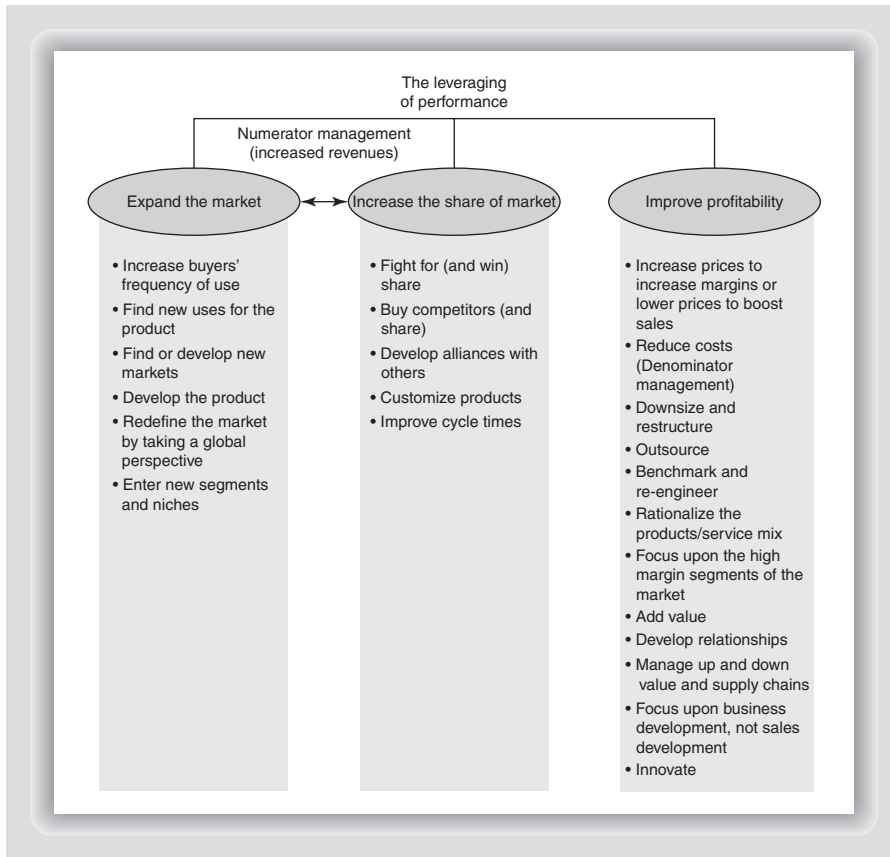 The leveraging
of performance
Numerator management
(increased revenues)
Expand the market
Increase the share of market
Improve profitability
• Increase buyers'
frequency of use
• Find new uses for the
product
• Find or develop new
markets
• Develop the product
• Redefine the market
by taking a global
perspective
• Enter new segments
and niches
• Fight for (and win)
share
• Buy competitors (and
share)
• Develop alliances with
others
• Customize products
• Improve cycle times
• Increase prices to
increase margins or
lower prices to boost
sales
• Reduce costs
(Denominator
management)
• Downsize and
restructure
• Outsource
• Benchmark and
re-engineer
• Rationalize the
products/service mix
• Focus upon the high
margin segments of the
market
• Add value
• Develop relationships
• Manage up and down
value and supply chains
• Focus upon business
development, not sales
development
• Innovate